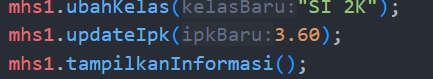 mhs1.ubahKelas(kelasBaru:"SI 2K");
mhs1.updateIpk(ipkBaru:3.60);
mhs1.tampilkanInformasi();